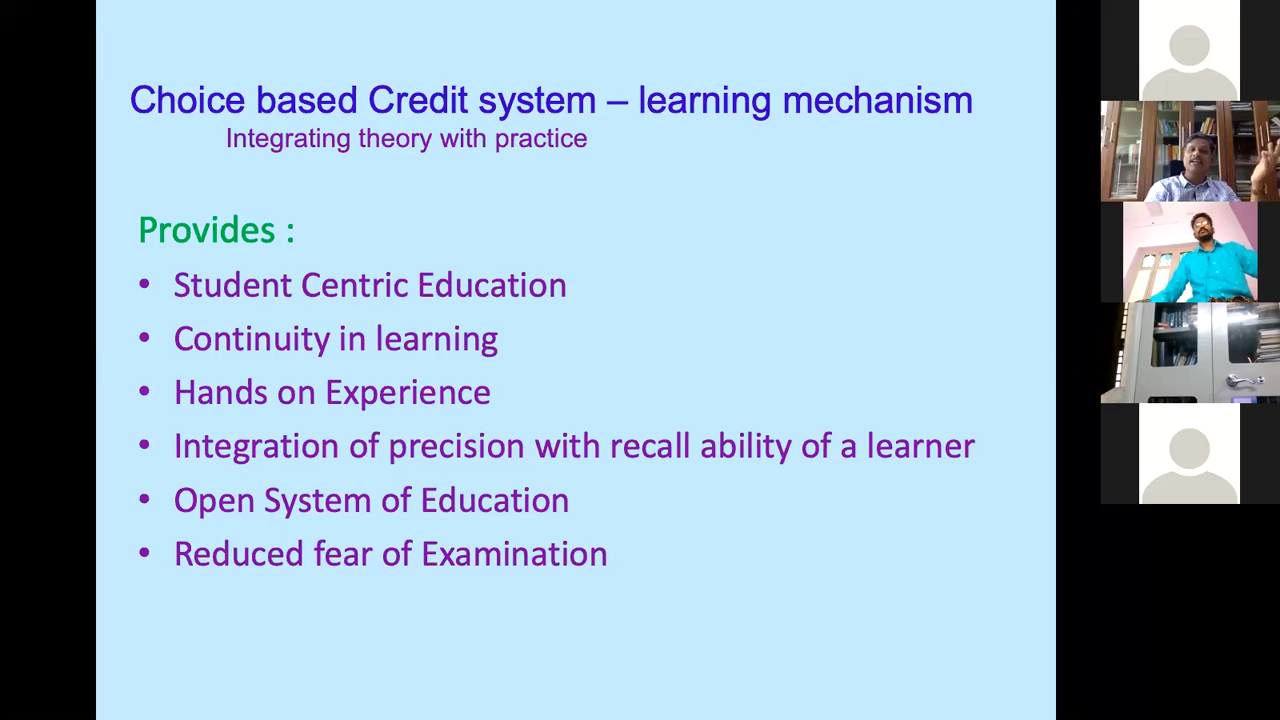 Choice based Credit system – learning mechanism
Integrating theory with practice
Provides :
• Student Centric Education
• Continuity in learning
• Hands on Experience
• Integration of precision with recall ability of a learner
• Open System of Education
• Reduced fear of Examination